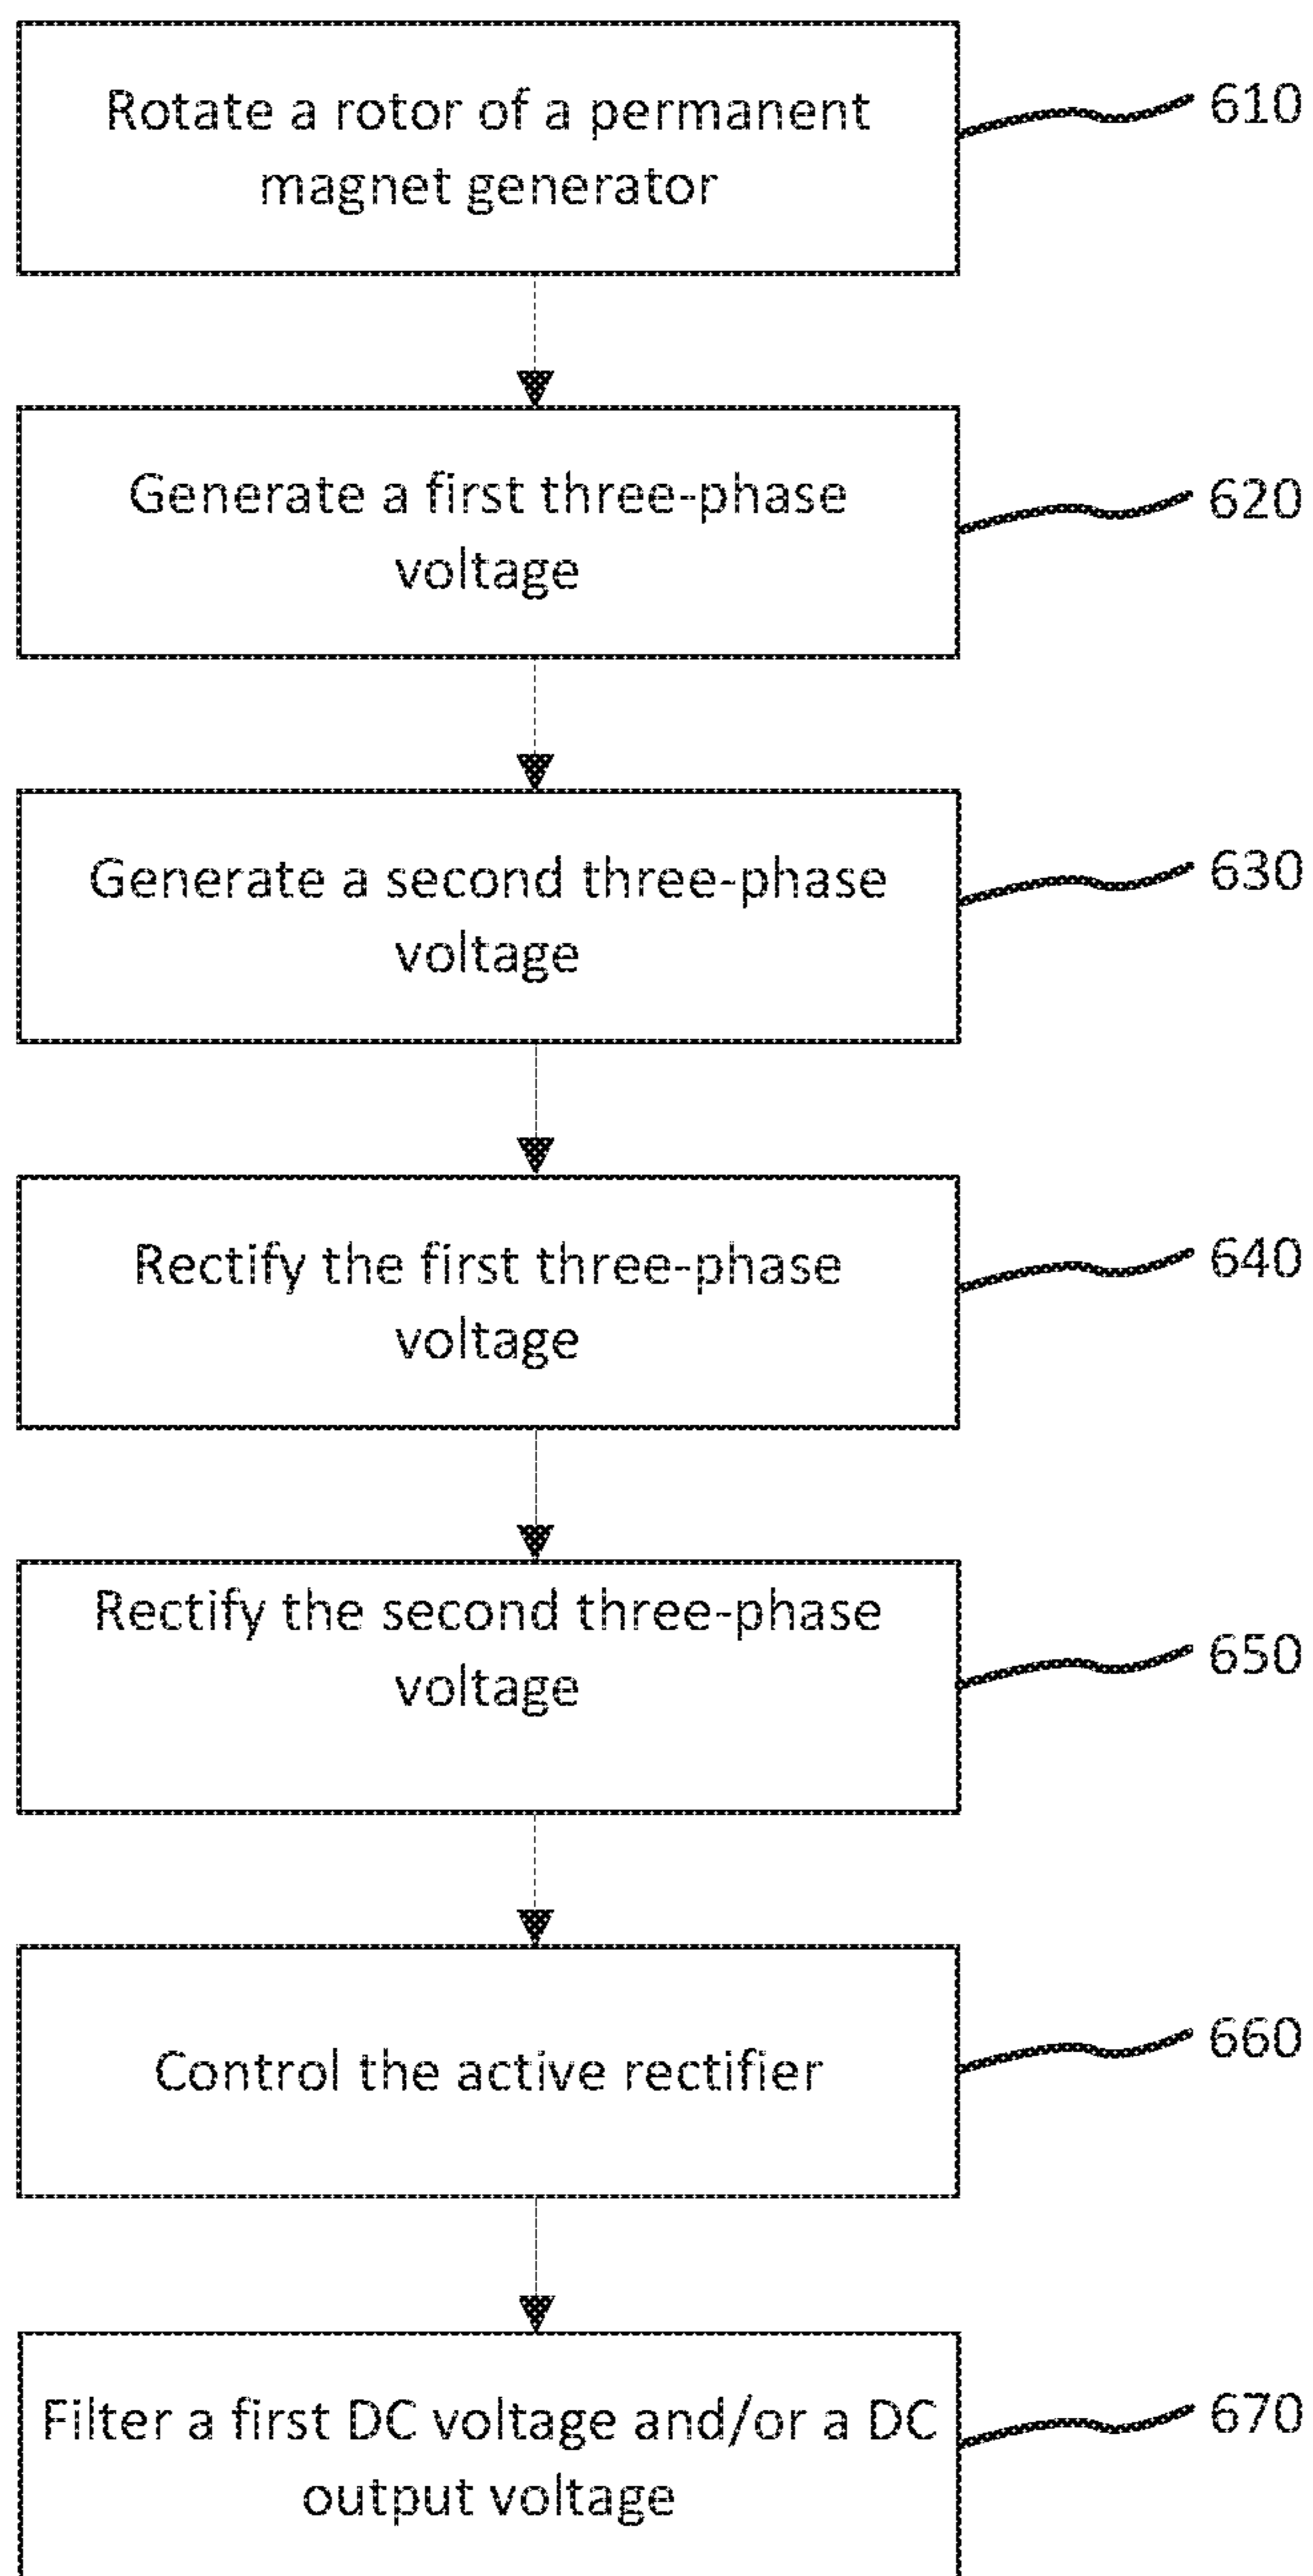 Rotate a rotor of a permanent
magnet generator
610
Generate a first three-phase
voltage
620
Generate a second three-phase
voltage
630
Rectify the first three-phase
voltage
640
Rectify the second three-phase
voltage
650
Control the active rectifier
660
Filter a first DC voltage and/or a DC
output voltage
670